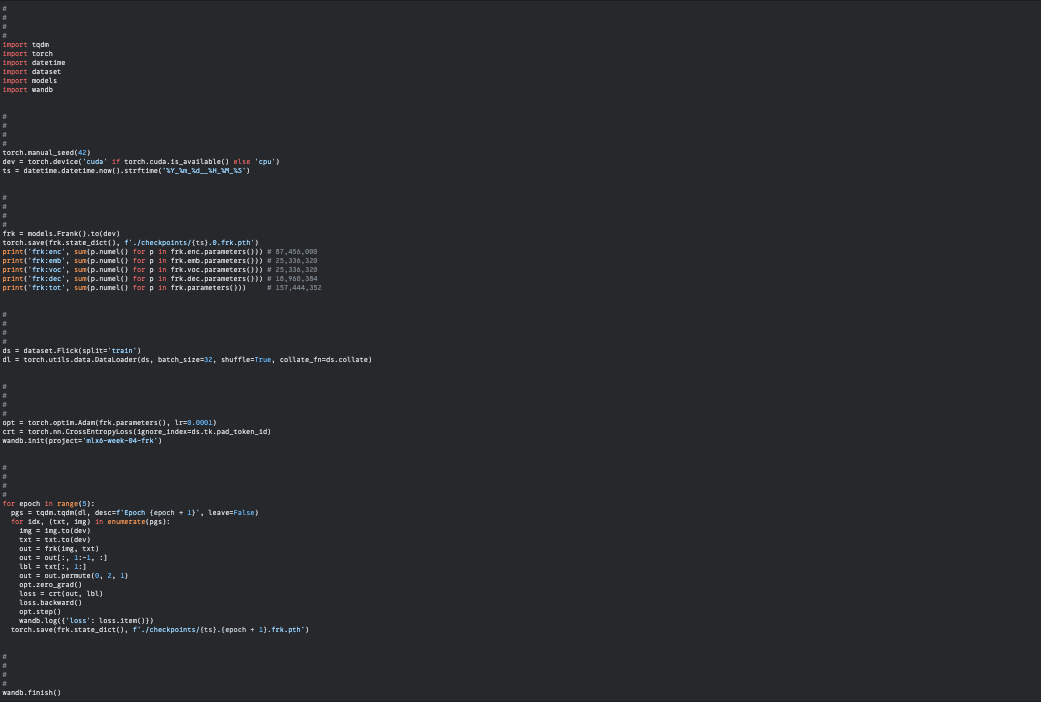 #
#
#
#
import tqdm
import torch
import datetime
import dataset
import models
import wandb
#
#
#
#
torch.manual_seed(42)
dev = torch.device('cuda' if torch.cuda.is_available() else 'cpu')
ts = datetime.datetime.now().strftime('%Y_%m_%d__%H_%M_%S')
#
#
#
#
frk = models.Frank().to(dev)
torch.save(frk.state_dict(), f'./checkpoints/{ts}.0.frk.pth')
print('frk:enc', sum(p.numel() for p in frk.enc.parameters())) # 87,456,000
print('frk:emb', sum(p.numel() for p in frk.emb.parameters())) # 25,336,320
print('frk:voc', sum(p.numel() for p in frk.voc.parameters())) # 25,336,320
print('frk:dec', sum(p.numel() for p in frk.dec.parameters())) # 18,960,384
print('frk:tot', sum(p.numel() for p in frk.parameters()))     # 157,444,352
#
#
#
#
ds = dataset.Flick(split='train')
dl = torch.utils.data.DataLoader(ds, batch_size=32, shuffle=True, collate_fn=ds.collate)
#
#
#
#
opt = torch.optim.Adam(frk.parameters(), lr=0.0001)
crt = torch.nn.CrossEntropyLoss(ignore_index=ds.tk.pad_token_id)
wandb.init(project='mlx6-week-04-frk')
#
#
#
#
for epoch in range(5):
  pgs = tqdm.tqdm(dl, desc=f'Epoch {epoch + 1}', leave=False)
  for idx, (txt, img) in enumerate(pgs):
    img = img.to(dev)
    txt = txt.to(dev)
    out = frk(img, txt)
    out = out[:, 1:-1, :]
    lbl = txt[:, 1:]
    out = out.permute(0, 2, 1)
    opt.zero_grad()
    loss = crt(out, lbl)
    loss.backward()
    opt.step()
    wandb.log({'loss': loss.item()})
  torch.save(frk.state_dict(), f'./checkpoints/{ts}.{epoch + 1}.frk.pth')
#
#
#
#
wandb.finish()